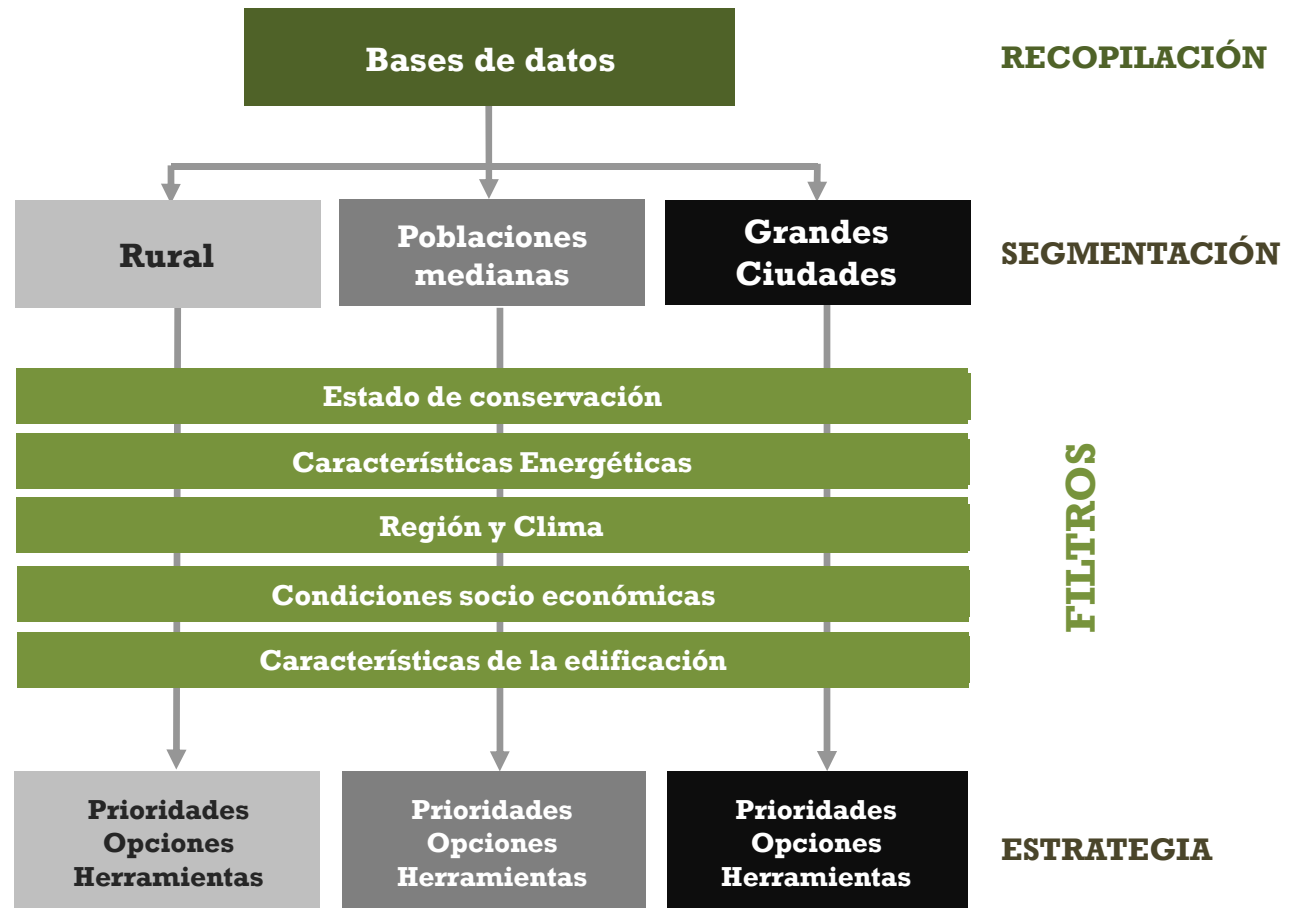 Bases de datos
RECOPILACIÓN
Rural
Poblaciones
medianas
Grandes
Ciudades
SEGMENTACIÓN
Estado de conservación
Características Energéticas
Región y Clima
Condiciones socio económicas
Características de la edificación
FILTROS
Prioridades
Opciones
Herramientas
Prioridades
Opciones
Herramientas
Prioridades
Opciones
Herramientas
ESTRATEGIA